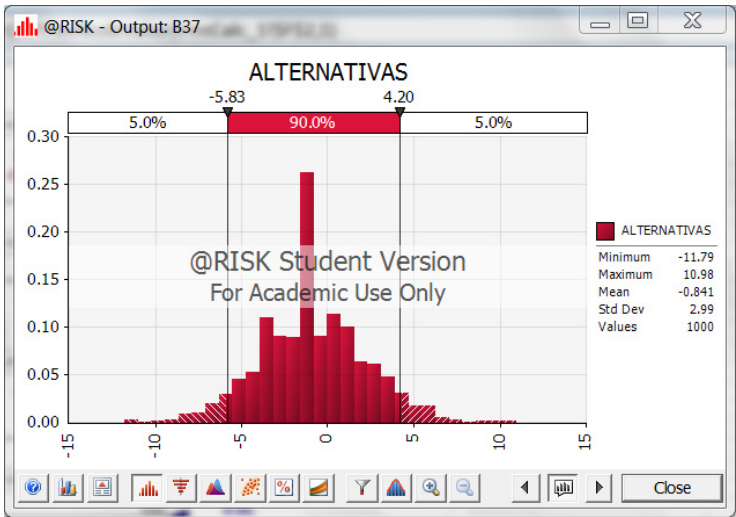 @RISK - Output: B37
ALTERNATIVAS
-5.83 4.20
5.0% 90.0% 5.0%
0.30
0.25
0.20
0.15
0.10
0.05
0.00
-15 -10 -5 0 5 10 15
@RISK Student Version
For Academic Use Only
ALTERNATIVAS
Minimum -11.79
Maximum 10.98
Mean -0.841
Std Dev 2.99
Values 1000
Close